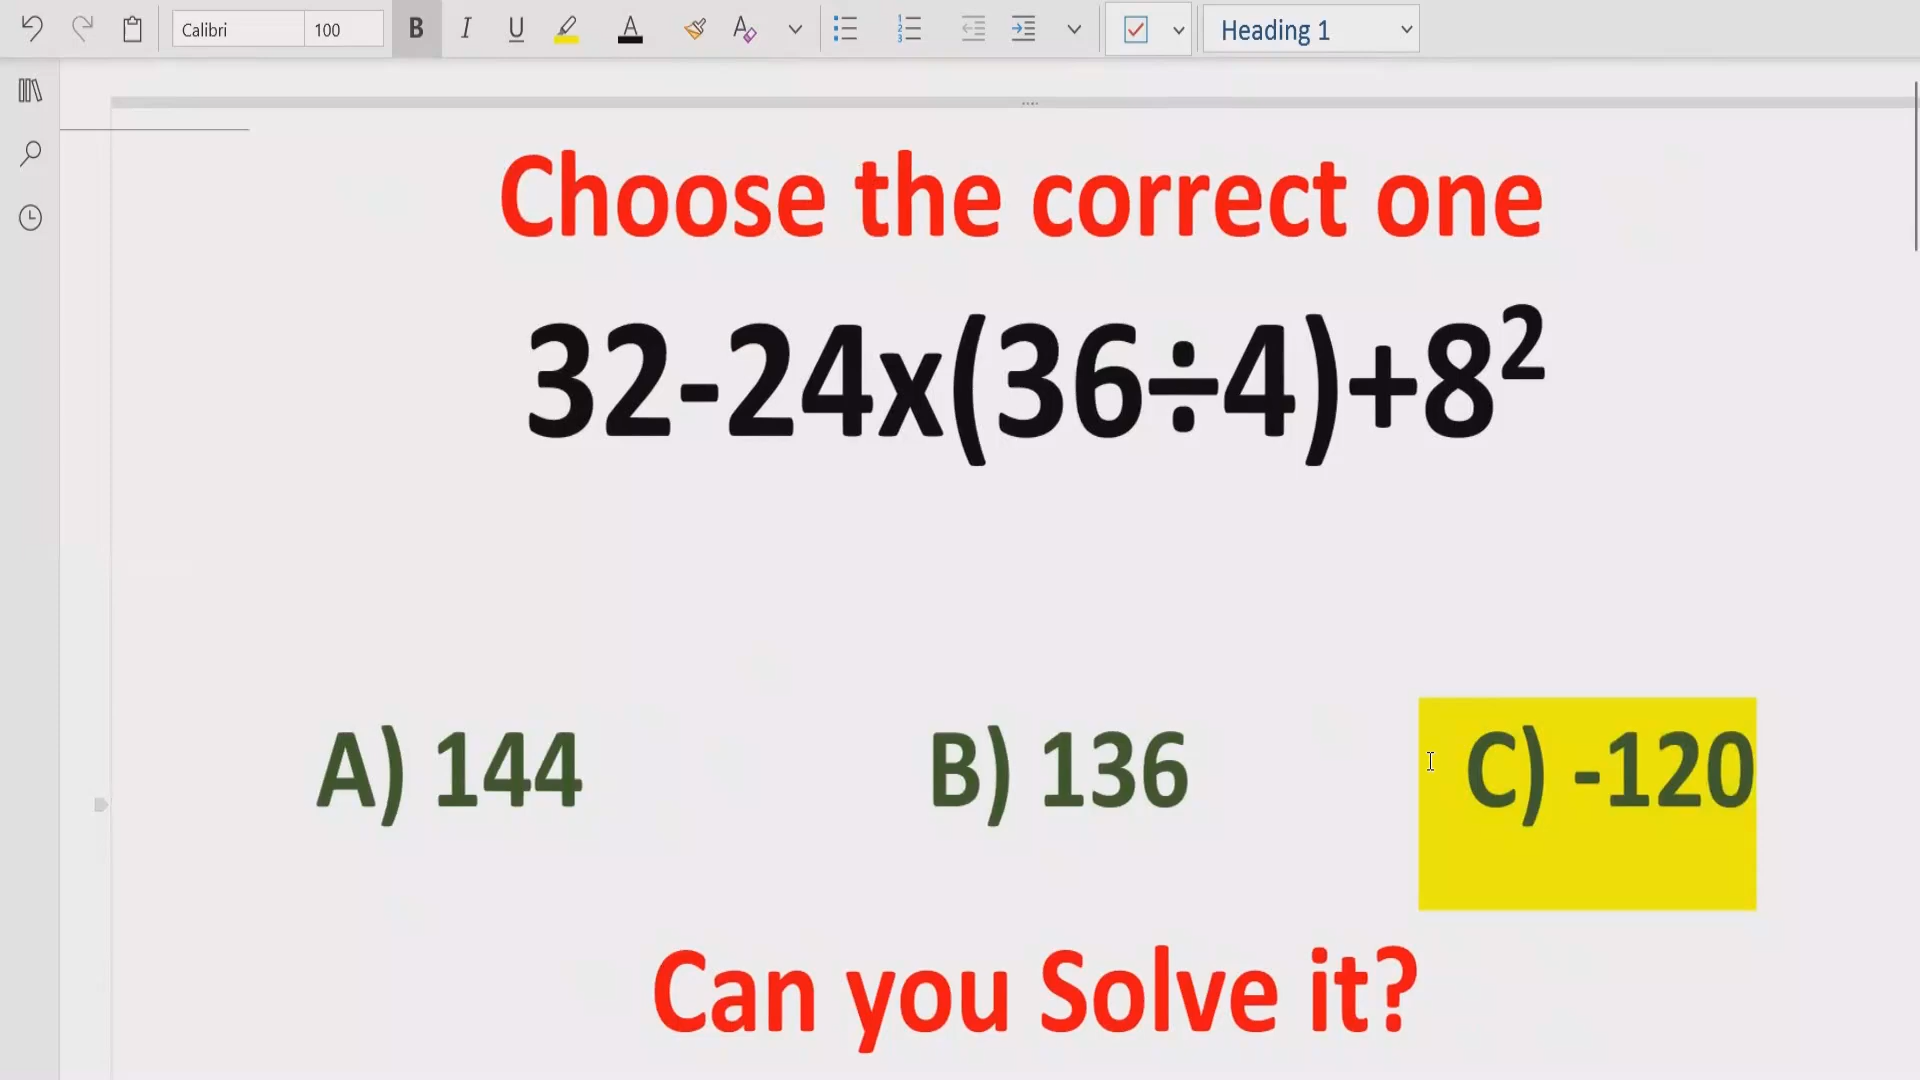 Calibri 100 B I U A A Heading 1
Choose the correct one
32-24x(36÷4)+8²
A) 144 B) 136 C) -120
Can you Solve it?